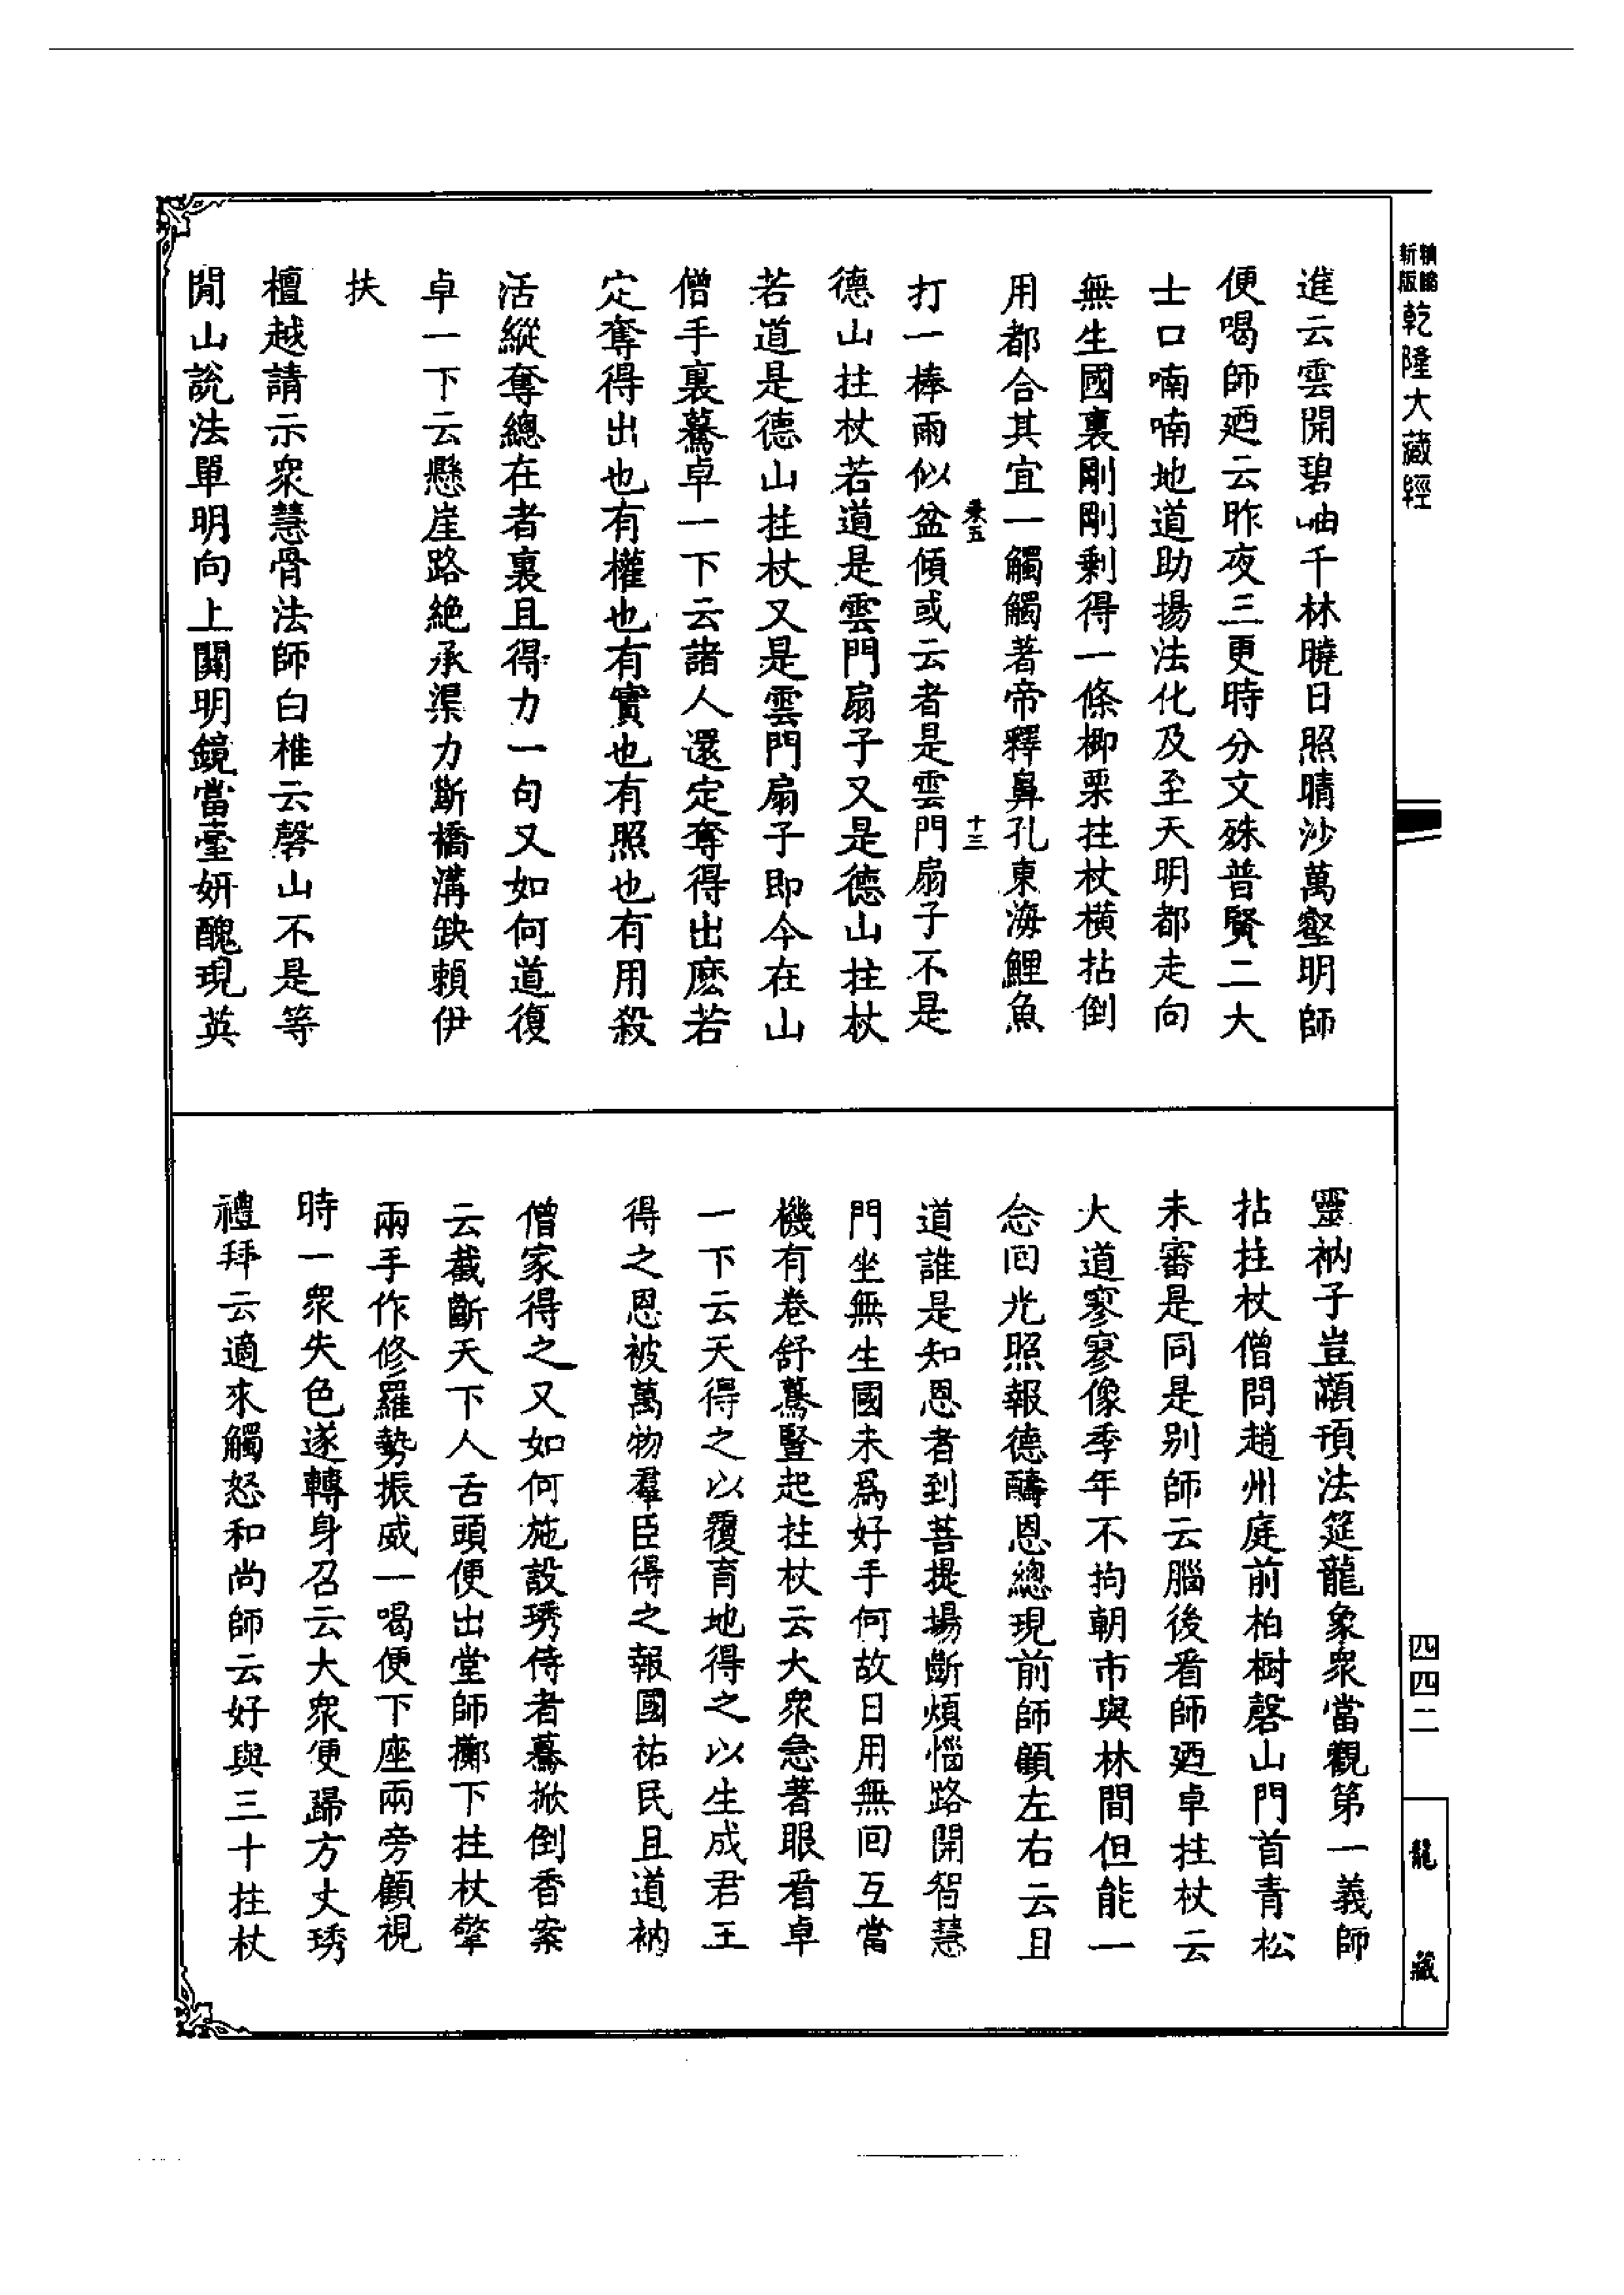 精縮新版乾隆大藏經
進云雲開碧岫千林曉日照晴沙萬壑明師
便喝師廼云昨夜三更時分文殊普賢二大
士口喃喃地道助揚法化及至天明都走向
無生國裏剛剛剩得一條楖栗拄杖橫拈倒
用都合其宜一觸觸著帝釋鼻孔東海鯉魚
十三
打一棒雨似盆傾或云者是雲門扇子不是
德山拄杖若道是雲門扇子又是德山拄杖
若道是德山拄杖又是雲門扇子即今在山
僧手裏驀卓一下云諸人還定奪得出麽若
定奪得出也有權也有實也有照也有用殺
活縱奪總在者裏且得得力一句又如何道復
卓一下云懸崖路絶承渠力斷橋溝缺賴伊
扶
檀越請示衆慧骨法師白椎云磬山不是等
閒山說法單明向上關明鏡當臺妍醜現英
靈衲子豈顢頇法筵龍象衆當觀第一義師
拈拄杖僧問趙州庭前柏樹磬山門首青松
未審是同是別師云腦後看師廼卓拄杖云
大道寥寥像季年不拘朝市與林間但能一
念回光照報德醻恩總現前師顧左右云且
道誰是知恩者到菩提場斷煩惱路開智慧
門坐無生國未爲好手何故日用無回互當
機有卷舒驀豎起拄杖云大衆急著眼看卓
一下云天得之以覆育地得之以生成君王
得之恩被萬物羣臣得之報國祐民且道衲
僧家得之又如何施設琇侍者驀掀倒香案
云截斷天下人舌頭便出堂師擲下拄杖擎
兩手作修羅勢振威一喝便下座兩旁顧視
時一衆失色遂轉身召云大衆便歸方丈琇
禮拜云適來觸怒和尚師云好與三十拄杖
四四二
龍藏